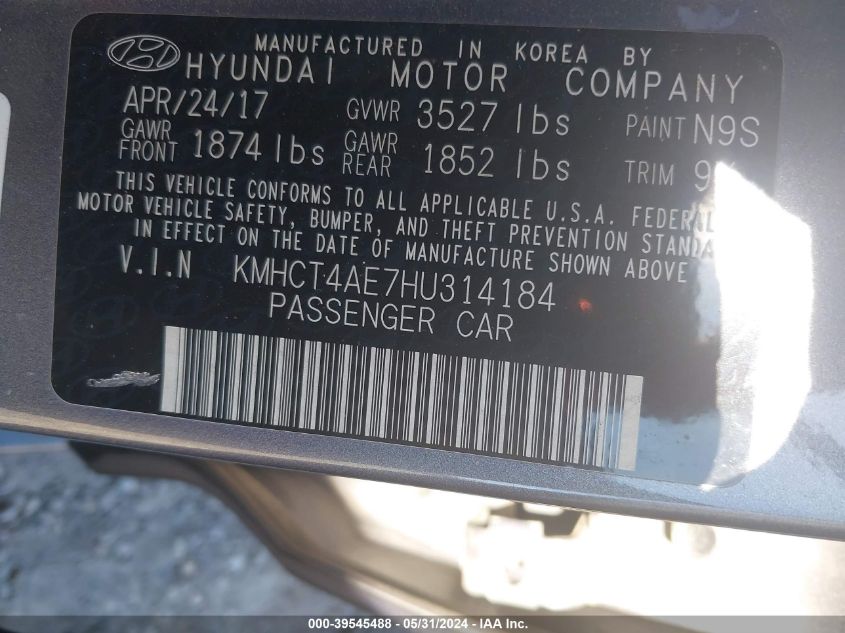 MANUFACTURED IN KOREA BY
HYUNDAI MOTOR COMPANY
APR/24/17 GVWR 3527 lbs PAINT N9S
GAWR FRONT 1874 lbs GAWR REAR 1852 lbs TRIM
THIS VEHICLE CONFORMS TO ALL APPLICABLE U.S.A. FEDERAL
MOTOR VEHICLE SAFETY, BUMPER, AND THEFT PREVENTION
IN EFFECT ON THE DATE OF MANUFACTURE SHOWN ABOVE
V.I.N KMHCT4AE7HU314184
PASSENGER CAR
000-39545488 - 05/31/2024 - IAA Inc.